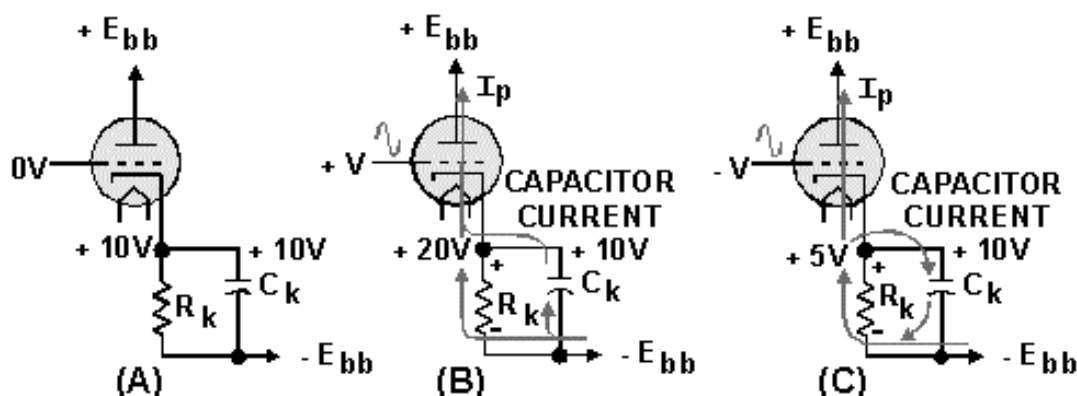 + Ebb
0V
+ 10V
+ 10V
Rk
Ck
- Ebb
(A)
+ Ebb
Ip
+ V
CAPACITOR
CURRENT
+ 20V
+ 10V
+
Rk
-
Ck
- Ebb
(B)
+ Ebb
Ip
- V
CAPACITOR
CURRENT
+ 5V
+ 10V
+
Rk
-
Ck
- Ebb
(C)